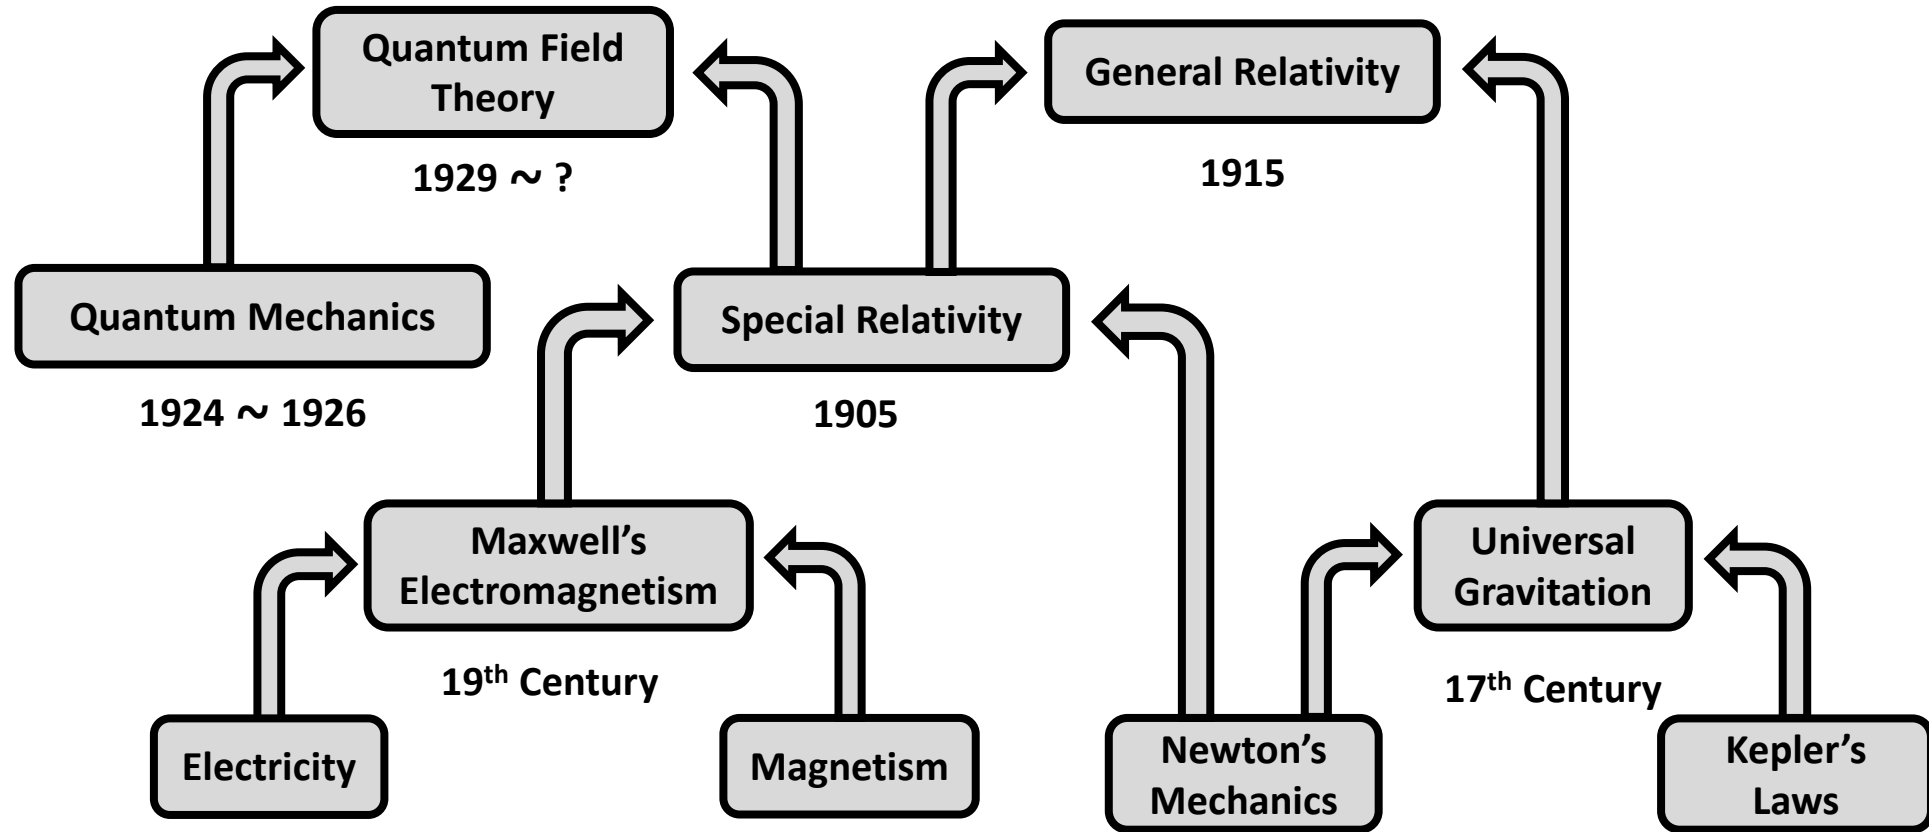 Quantum Field
Theory
General Relativity
1929 ~ ?
1915
Quantum Mechanics
Special Relativity
1924 ~ 1926
1905
Maxwell’s
Electromagnetism
Universal
Gravitation
19th Century
17th Century
Electricity
Magnetism
Newton’s
Mechanics
Kepler’s
Laws